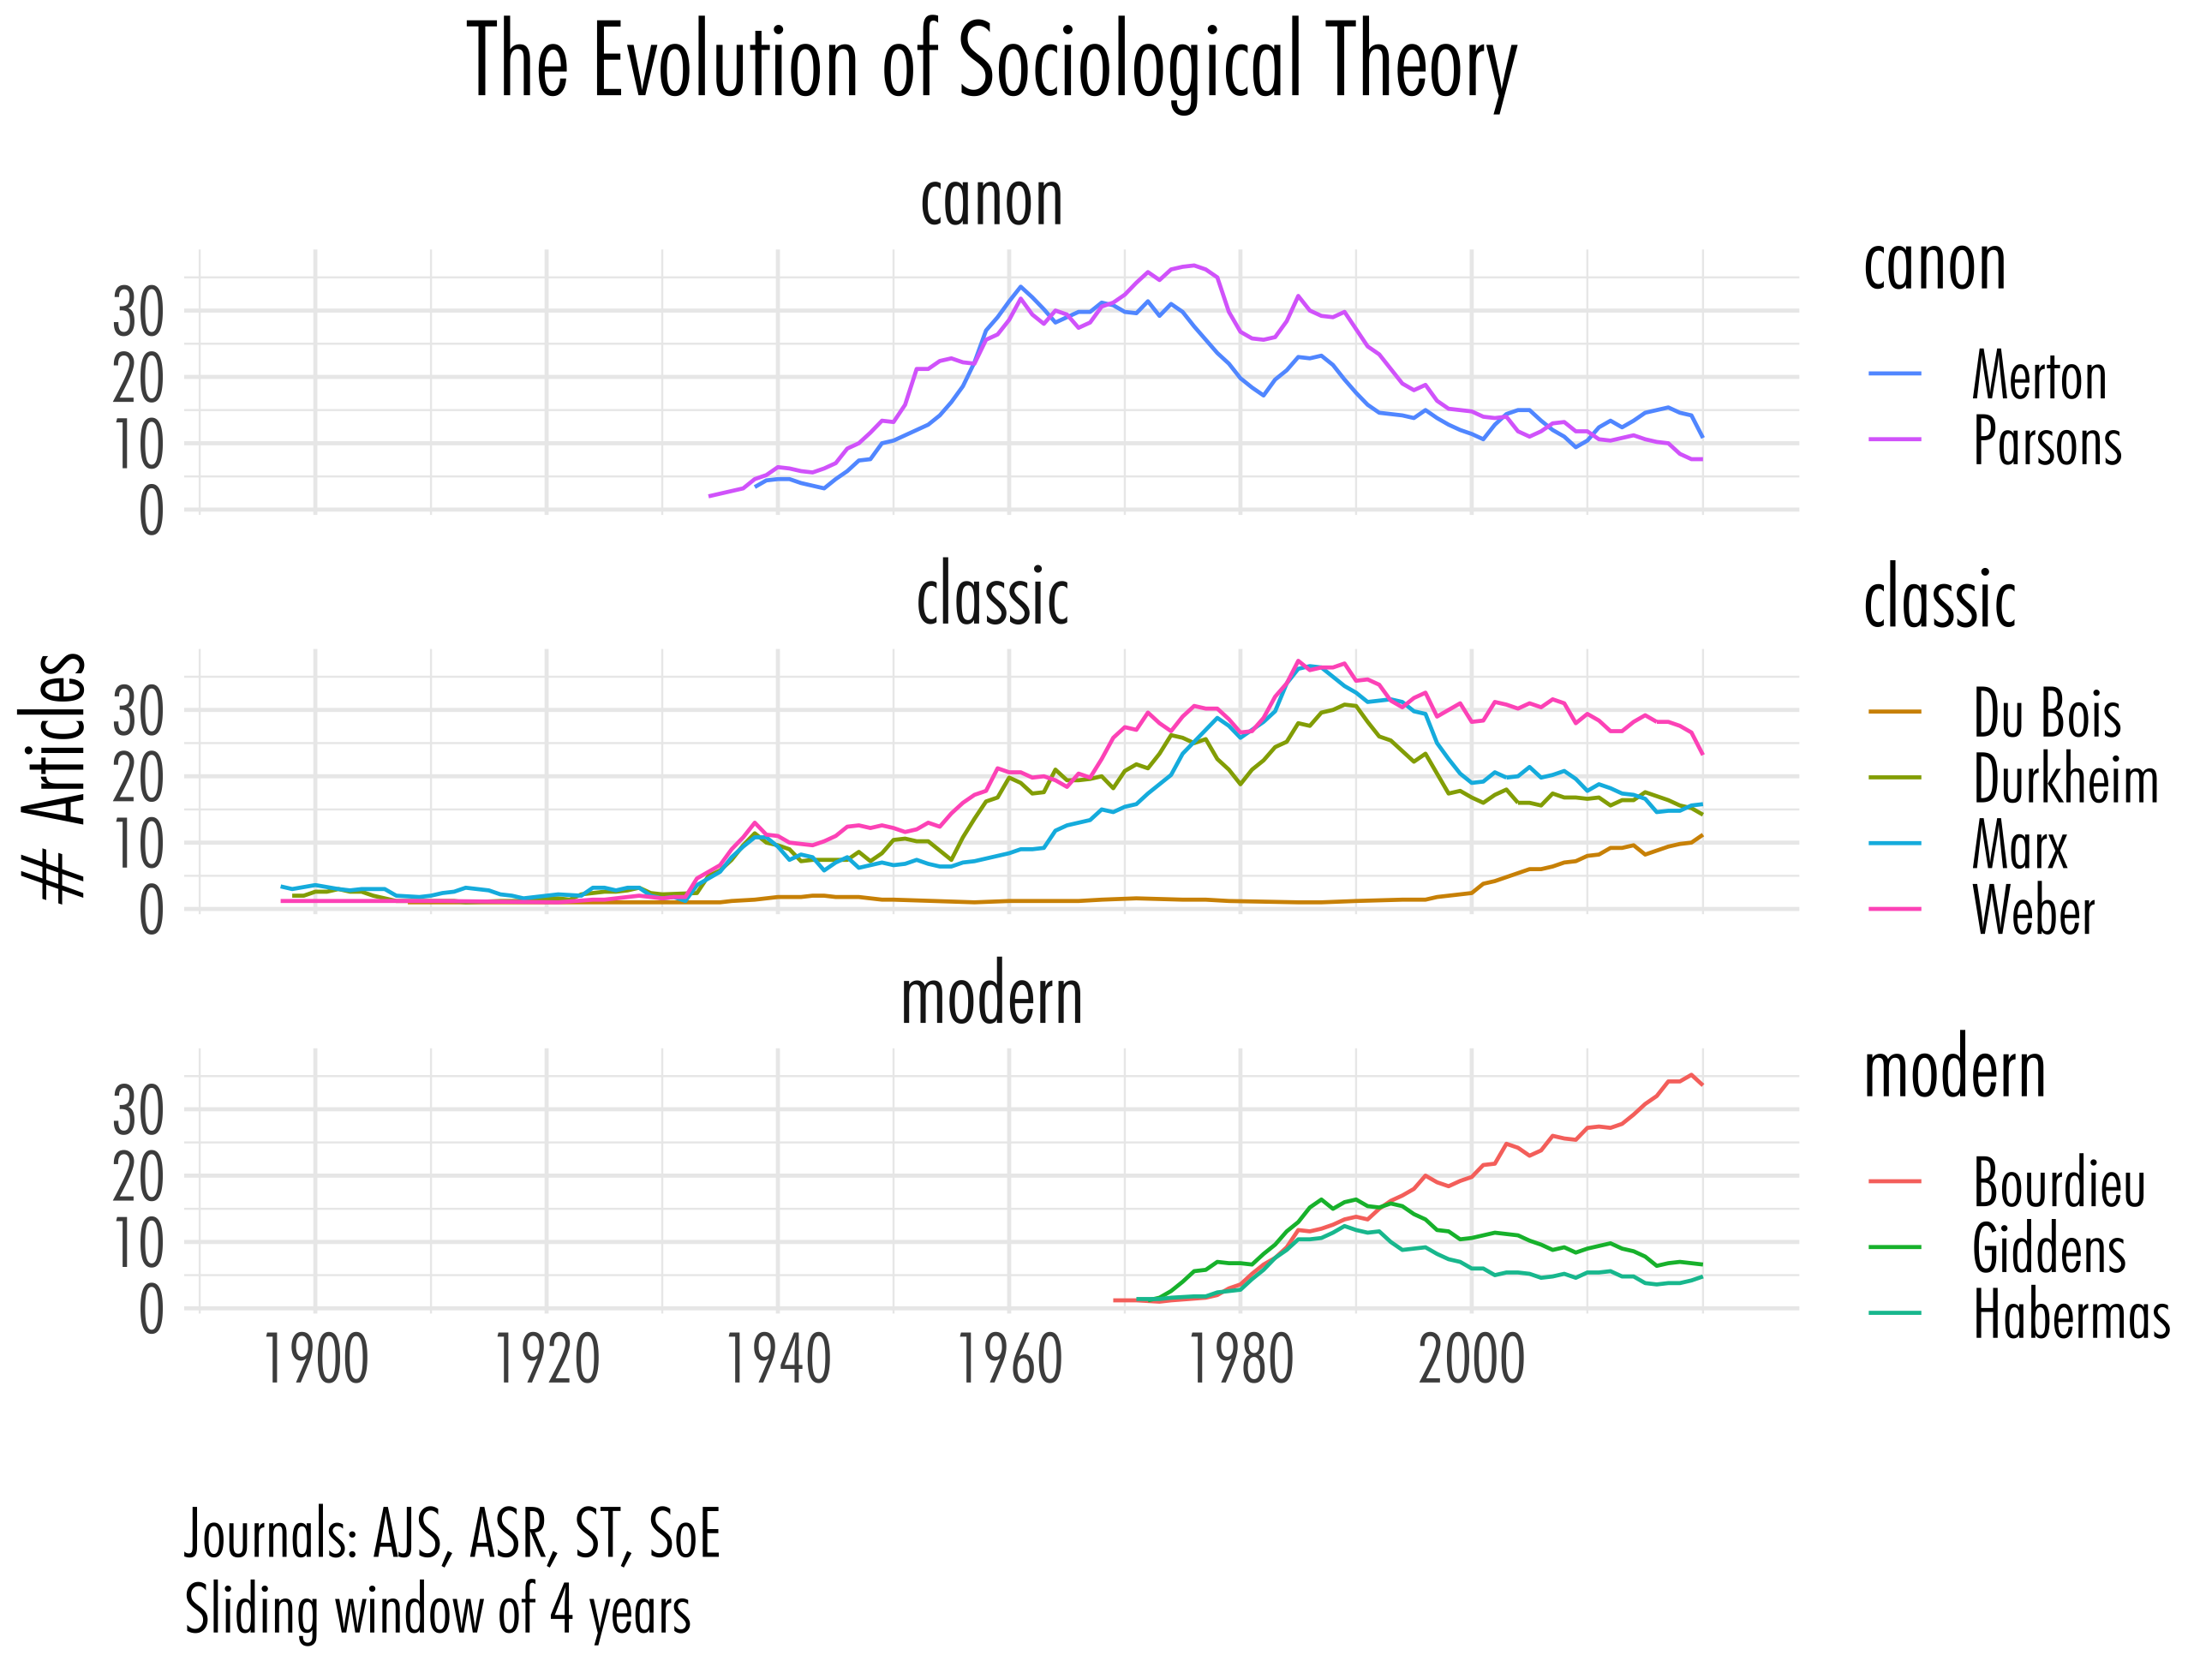 The Evolution of Sociological Theory
canon
30
20
10
0
canon
Merton
Parsons
# Articles
classic
30
20
10
0
classic
Du Bois
Durkheim
Marx
Weber
modern
30
20
10
0
modern
Bourdieu
Giddens
Habermas
1900 1920 1940 1960 1980 2000
Journals: AJS, ASR, ST, SoE
Sliding window of 4 years